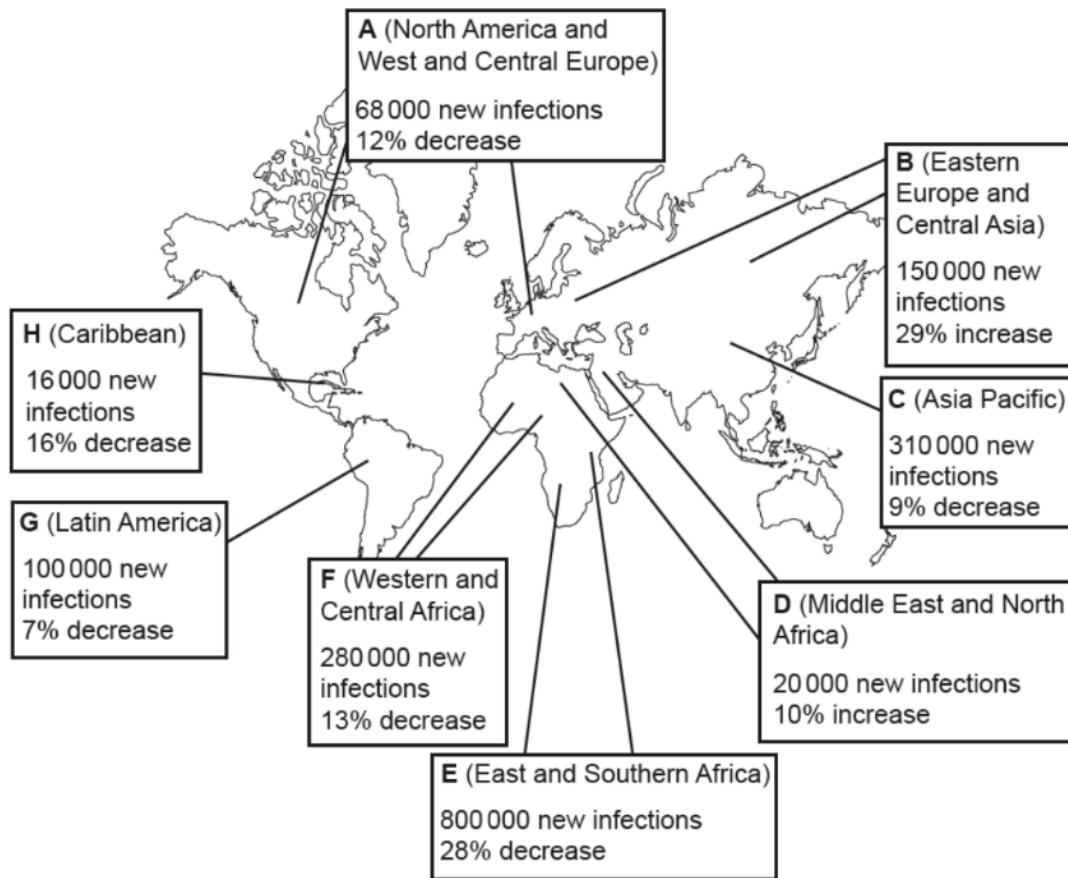 A (North America and
West and Central Europe)
68 000 new infections
12% decrease
B (Eastern
Europe and
Central Asia)
150 000 new
infections
29% increase
C (Asia Pacific)
310 000 new
infections
9% decrease
D (Middle East and North
Africa)
20 000 new infections
10% increase
E (East and Southern Africa)
800 000 new infections
28% decrease
F (Western and
Central Africa)
280 000 new
infections
13% decrease
G (Latin America)
100 000 new
infections
7% decrease
H (Caribbean)
16 000 new
infections
16% decrease